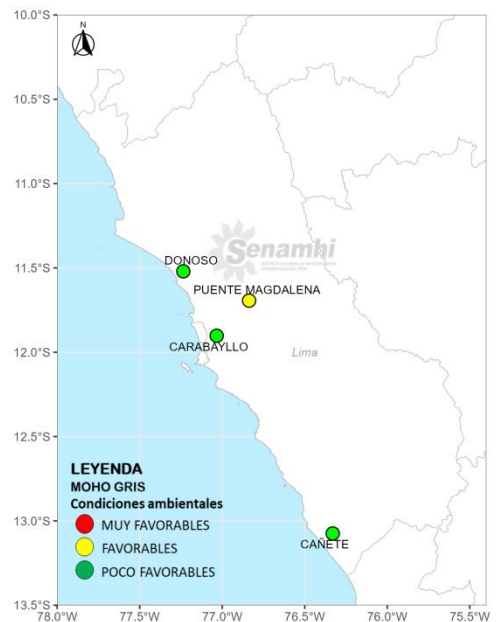 10.0°S
N
10.5°S
11.0°S
Senamhi
DONOSO
11.5°S
PUENTE MAGDALENA
CARABAYLLO
12.0°S
Lima
12.5°S
LEYENDA
MOHO GRIS
Condiciones ambientales
MUY FAVORABLES
FAVORABLES
POCO FAVORABLES
13.0°S
CAÑETE
13.5°S
78.0°W 77.5°W 77.0°W 76.5°W 76.0°W 75.5°W